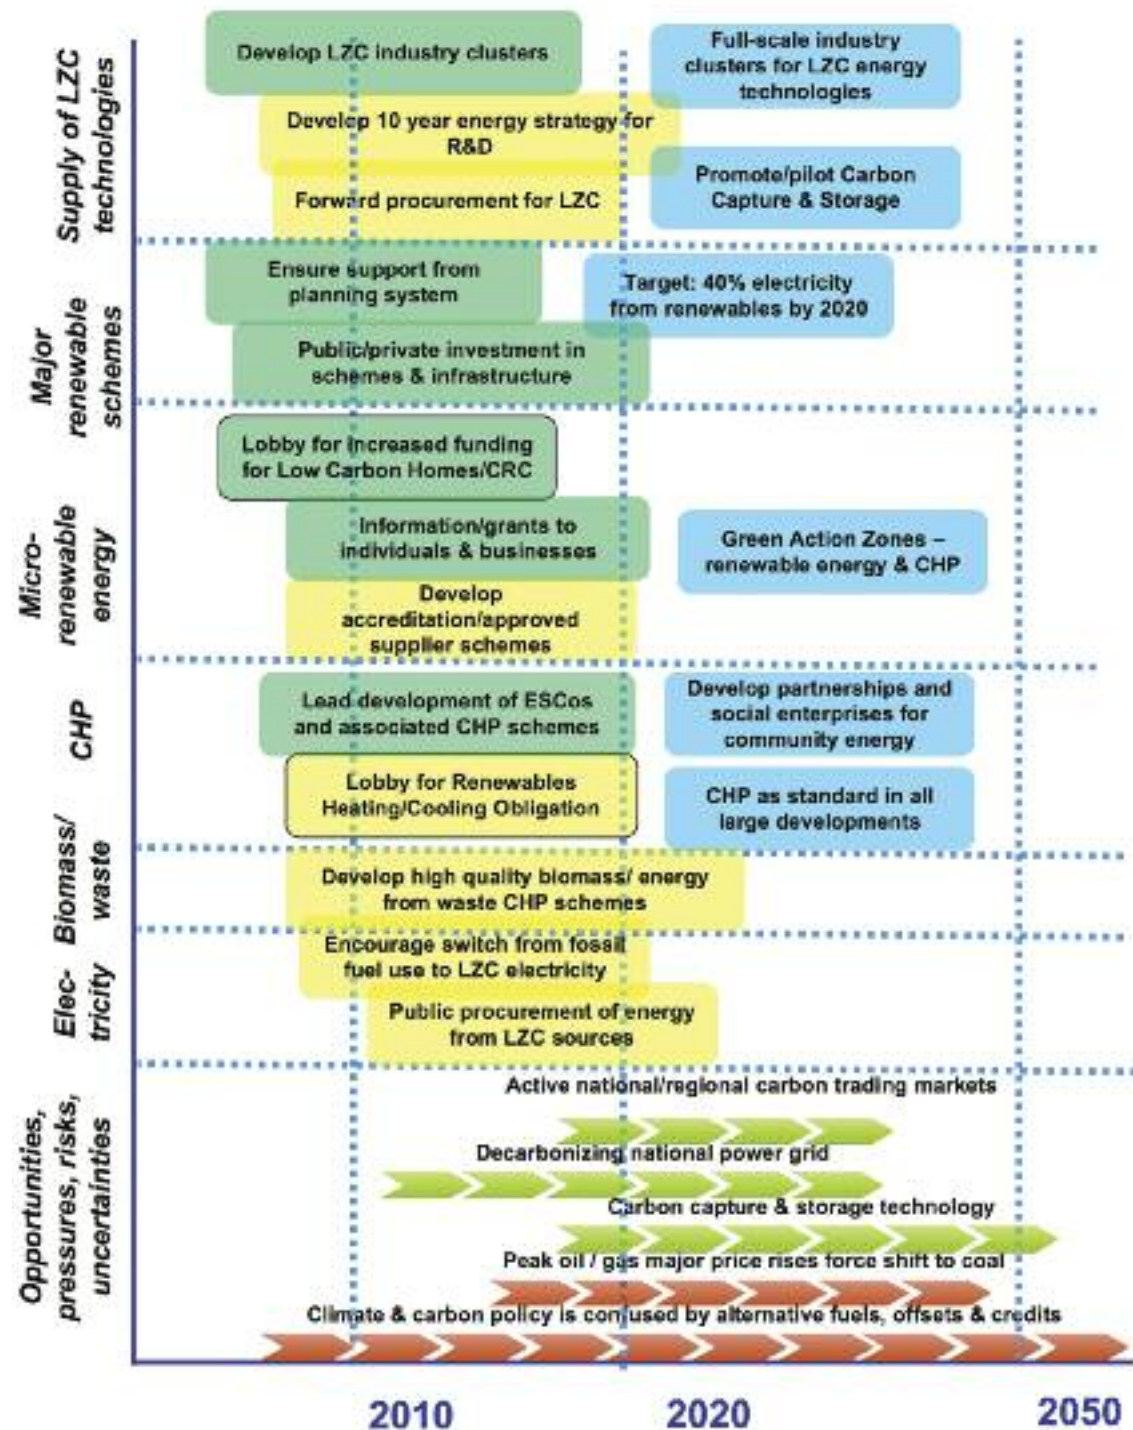 Supply of LZC
technologies
Develop LZC industry clusters
Full-scale industry
clusters for LZC energy
technologies
Develop 10 year energy strategy for
R&D
Promote/pilot Carbon
Capture & Storage
Forward procurement for LZC
Major
renewable
schemes
Ensure support from
planning system
Target: 40% electricity
from renewables by 2020
Public/private investment in
schemes & infrastructure
Micro-
renewable
energy
Lobby for increased funding
for Low Carbon Homes/CRC
Information/grants to
individuals & businesses
Green Action Zones –
renewable energy & CHP
Develop
accreditation/approved
supplier schemes
CHP
Lead development of ESCos
and associated CHP schemes
Develop partnerships and
social enterprises for
community energy
Lobby for Renewables
Heating/Cooling Obligation
CHP as standard in all
large developments
Biomass/
waste
Develop high quality biomass/ energy
from waste CHP schemes
Elec-
tricity
Encourage switch from fossil
fuel use to LZC electricity
Public procurement of energy
from LZC sources
Opportunities,
pressures, risks,
uncertainties
Active national/regional carbon trading markets
Decarbonizing national power grid
Carbon capture & storage technology
Peak oil / gas major price rises force shift to coal
Climate & carbon policy is confused by alternative fuels, offsets & credits
2010
2020
2050